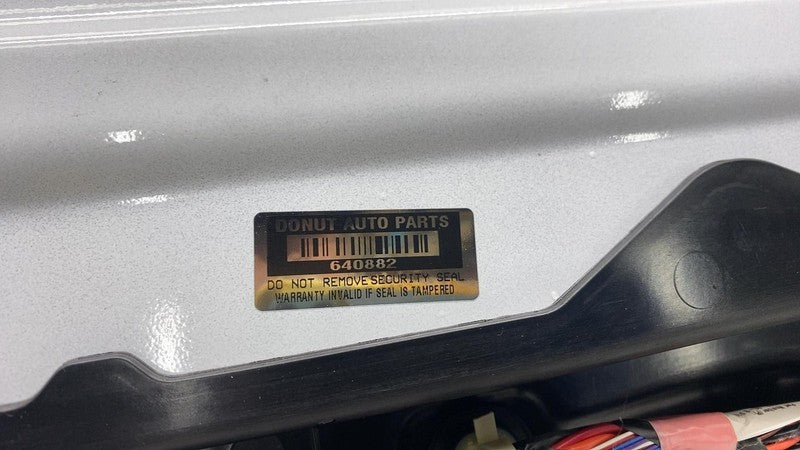 DONUT AUTO PARTS
640882
DO NOT REMOVE SECURITY SEAL
WARRANTY INVALID IF SEAL IS TAMPERED